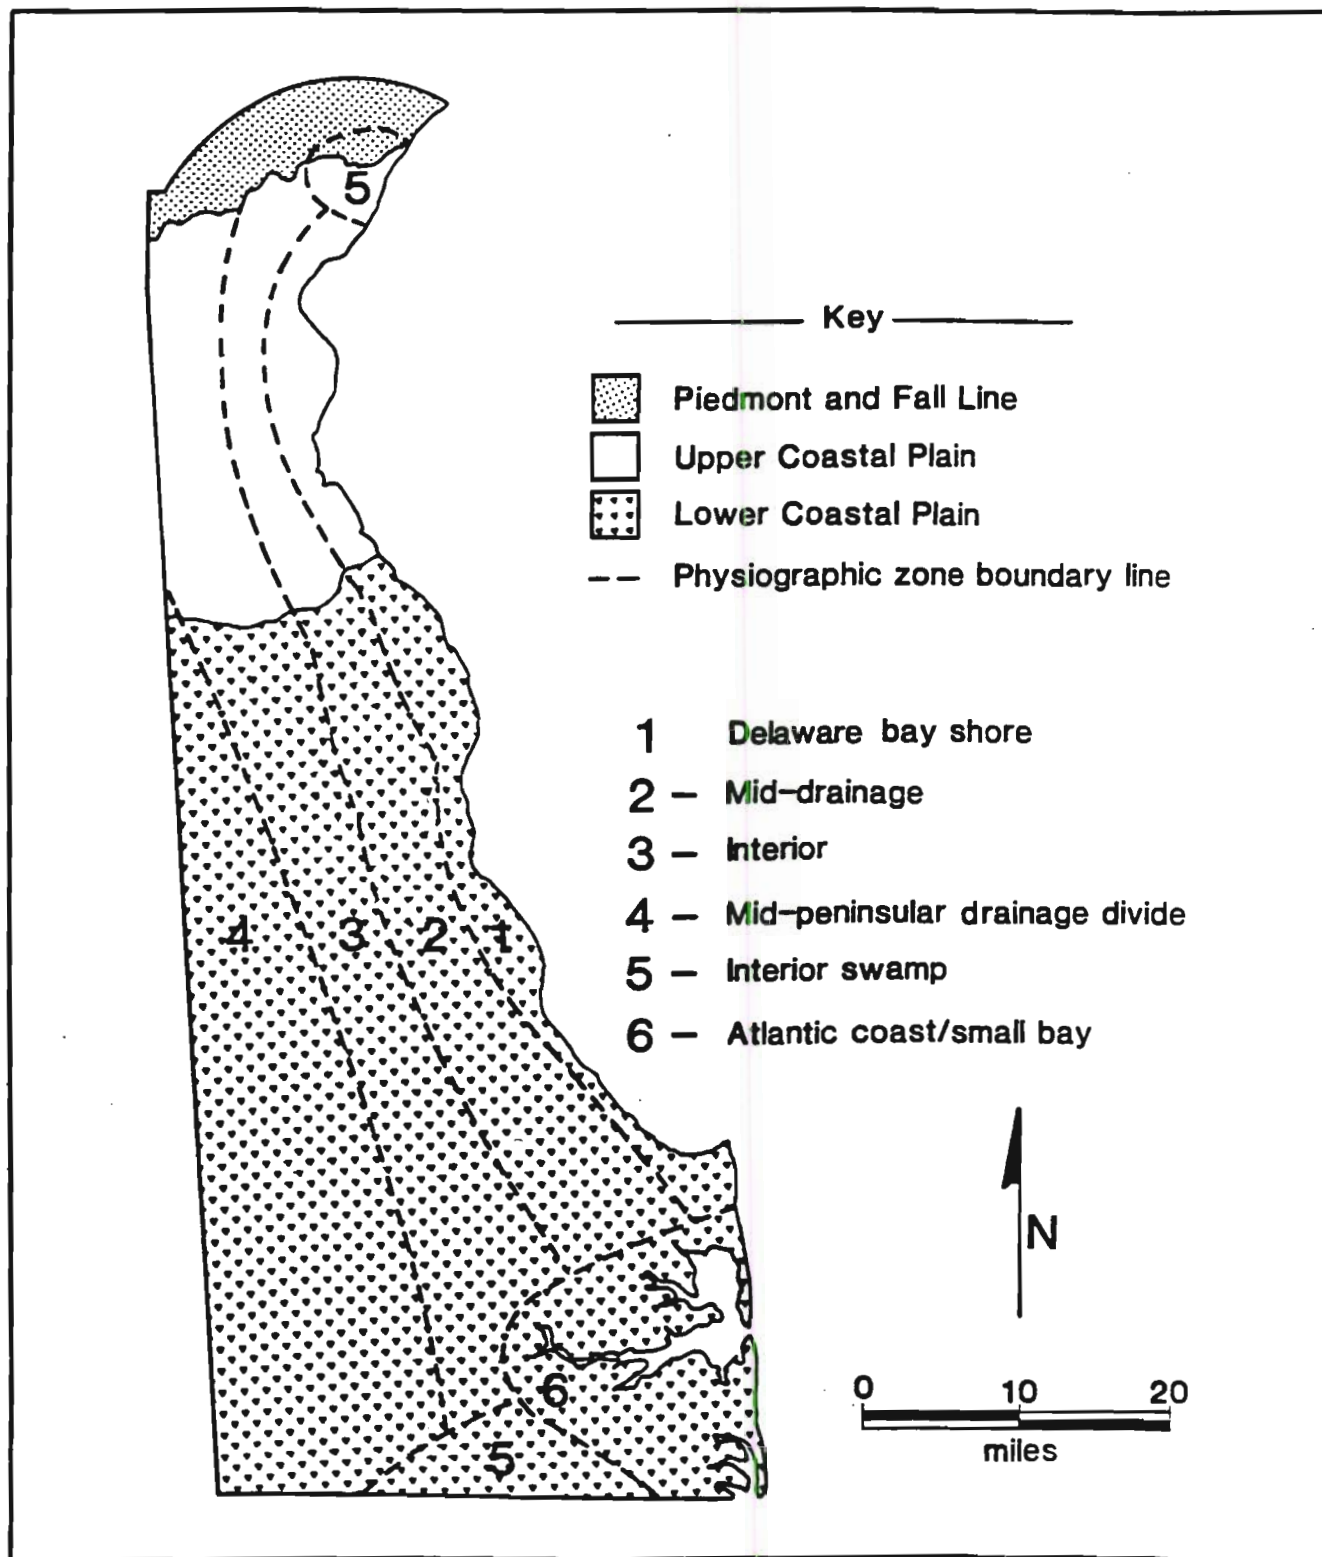 5
Key
Piedmont and Fall Line
Upper Coastal Plain
Lower Coastal Plain
-- Physiographic zone boundary line
1 Delaware bay shore
2 - Mid-drainage
3 - Interior
4 - Mid-peninsular drainage divide
5 - Interior swamp
6 - Atlantic coast/small bay
4 3 2 1
N
6
5
0 10 20
miles